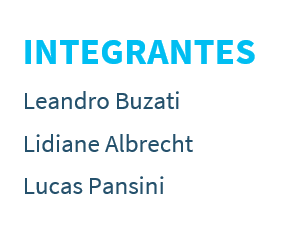 INTEGRANTES
Leandro Buzati
Lidiane Albrecht
Lucas Pansini